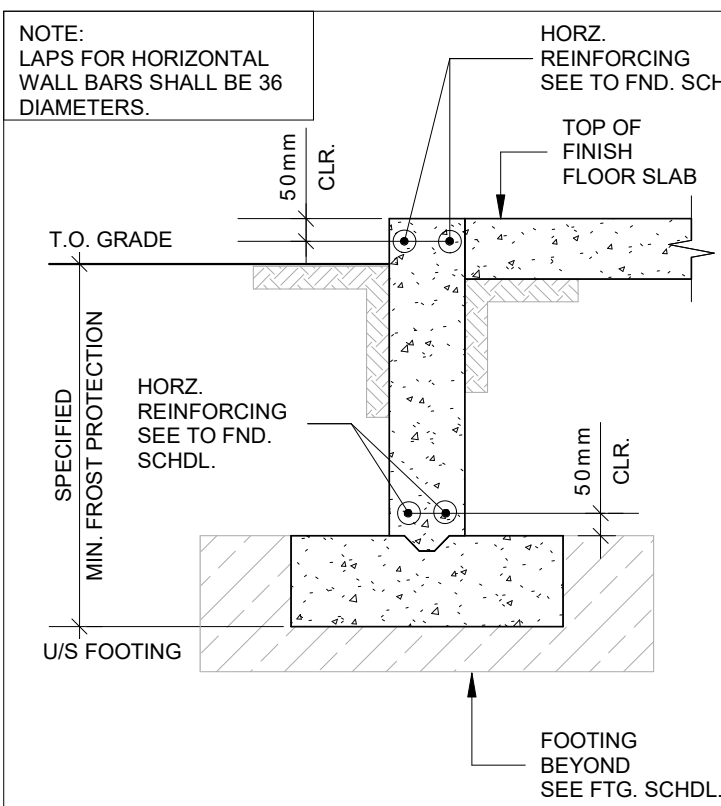 NOTE:
LAPS FOR HORIZONTAL
WALL BARS SHALL BE 36
DIAMETERS.
HORZ.
REINFORCING
SEE TO FND. SCH
TOP OF
FINISH
FLOOR SLAB
50mm
CLR.
T.O. GRADE
SPECIFIED
MIN. FROST PROTECTION
HORZ.
REINFORCING
SEE TO FND.
SCHDL.
50mm
CLR.
U/S FOOTING
FOOTING
BEYOND
SEE FTG. SCHDL.